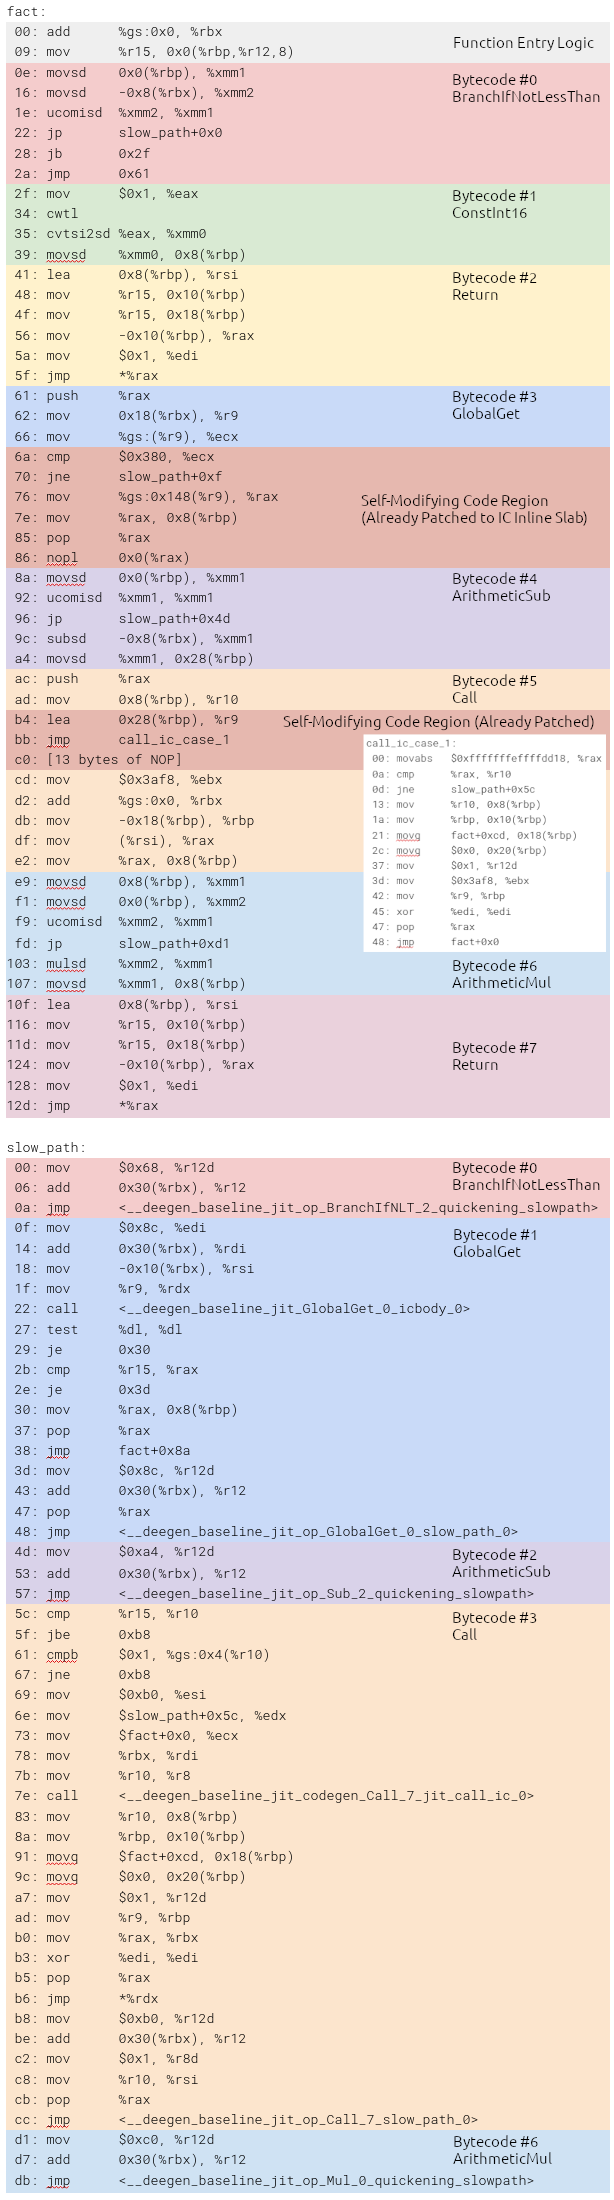 fact:
00: add %gs:0x0, %rbx
09: mov %r15, 0x0(%rbp,%r12,8)
Function Entry Logic
0e: movsd 0x0(%rbp), %xmm1
16: movsd -0x8(%rbx), %xmm2
1e: ucomisd %xmm2, %xmm1
22: jp slow_path+0x0
28: jb 0x2f
2a: jmp 0x61
Bytecode #0
BranchIfNotLessThan
2f: mov $0x1, %eax
34: cwtl
35: cvtsi2sd %eax, %xmm0
39: movsd %xmm0, 0x8(%rbp)
Bytecode #1
ConstInt16
41: lea 0x8(%rbp), %rsi
48: mov %r15, 0x10(%rbp)
4f: mov %r15, 0x18(%rbp)
56: mov -0x10(%rbp), %rax
5a: mov $0x1, %edi
5f: jmp *%rax
Bytecode #2
Return
61: push %rax
62: mov 0x18(%rbx), %r9
66: mov %gs:(%r9), %ecx
Bytecode #3
GlobalGet
6a: cmp $0x380, %ecx
70: jne slow_path+0xf
76: mov %gs:0x148(%r9), %rax
7e: mov %rax, 0x8(%rbp)
85: pop %rax
86: nopl 0x0(%rax)
Self-Modifying Code Region
(Already Patched to IC Inline Slab)
8a: movsd 0x0(%rbp), %xmm1
92: ucomisd %xmm1, %xmm1
96: jp slow_path+0x4d
9c: subsd -0x8(%rbx), %xmm1
a4: movsd %xmm1, 0x28(%rbp)
Bytecode #4
ArithmeticSub
ac: push %rax
ad: mov 0x8(%rbp), %r10
Bytecode #5
Call
b4: lea 0x28(%rbp), %r9
bb: jmp call_ic_case_1
c0: [13 bytes of NOP]
Self-Modifying Code Region (Already Patched)
call_ic_case_1:
00: movabs $0xfffffffeffffdd18, %rax
0a: cmp %rax, %r10
0d: jne slow_path+0x5c
13: mov %r10, 0x8(%rbp)
1a: mov %rbp, 0x10(%rbp)
21: movq fact+0xcd, 0x18(%rbp)
2c: movq $0x0, 0x20(%rbp)
37: mov $0x1, %r12d
3d: mov $0x3af8, %ebx
42: mov %r9, %rbp
45: xor %edi, %edi
47: pop %rax
48: jmp fact+0x0
cd: mov $0x3af8, %ebx
d2: add %gs:0x0, %rbx
db: mov -0x18(%rbp), %rbp
df: mov (%rsi), %rax
e2: mov %rax, 0x8(%rbp)
e9: movsd 0x8(%rbp), %xmm1
f1: movsd 0x0(%rbp), %xmm2
f9: ucomisd %xmm2, %xmm1
fd: jp slow_path+0xd1
103: mulsd %xmm2, %xmm1
107: movsd %xmm1, 0x8(%rbp)
Bytecode #6
ArithmeticMul
10f: lea 0x8(%rbp), %rsi
116: mov %r15, 0x10(%rbp)
11d: mov %r15, 0x18(%rbp)
124: mov -0x10(%rbp), %rax
128: mov $0x1, %edi
12d: jmp *%rax
Bytecode #7
Return
slow_path:
00: mov $0x68, %r12d
06: add 0x30(%rbx), %r12
0a: jmp <__deegen_baseline_jit_op_BranchIfNLT_2_quickening_slowpath>
Bytecode #0
BranchIfNotLessThan
0f: mov $0x8c, %edi
14: add 0x30(%rbx), %rdi
18: mov -0x10(%rbx), %rsi
1f: mov %r9, %rdx
22: call <__deegen_baseline_jit_GlobalGet_0_icbody_0>
27: test %dl, %dl
29: je 0x30
2b: cmp %r15, %rax
2e: je 0x3d
30: mov %rax, 0x8(%rbp)
37: pop %rax
38: jmp fact+0x8a
3d: mov $0x8c, %r12d
43: add 0x30(%rbx), %r12
47: pop %rax
48: jmp <__deegen_baseline_jit_op_GlobalGet_0_slow_path_0>
Bytecode #1
GlobalGet
4d: mov $0xa4, %r12d
53: add 0x30(%rbx), %r12
57: jmp <__deegen_baseline_jit_op_Sub_2_quickening_slowpath>
Bytecode #2
ArithmeticSub
5c: cmp %r15, %r10
5f: jbe 0xb8
61: cmpb $0x1, %gs:0x4(%r10)
67: jne 0xb8
69: mov $0xb0, %esi
6e: mov $slow_path+0x5c, %edx
73: mov $fact+0x0, %ecx
78: mov %rbx, %rdi
7b: mov %r10, %r8
7e: call <__deegen_baseline_jit_codegen_Call_7_jit_call_ic_0>
83: mov %r10, 0x8(%rbp)
8a: mov %rbp, 0x10(%rbp)
91: movq $fact+0xcd, 0x18(%rbp)
9c: movq $0x0, 0x20(%rbp)
a7: mov $0x1, %r12d
ad: mov %r9, %rbp
b0: mov %rax, %rbx
b3: xor %edi, %edi
b5: pop %rax
b6: jmp *%rdx
b8: mov $0xb0, %r12d
be: add 0x30(%rbx), %r12
c2: mov $0x1, %r8d
c8: mov %r10, %rsi
cb: pop %rax
cc: jmp <__deegen_baseline_jit_op_Call_7_slow_path_0>
Bytecode #3
Call
d1: mov $0xc0, %r12d
d7: add 0x30(%rbx), %r12
db: jmp <__deegen_baseline_jit_op_Mul_0_quickening_slowpath>
Bytecode #6
ArithmeticMul